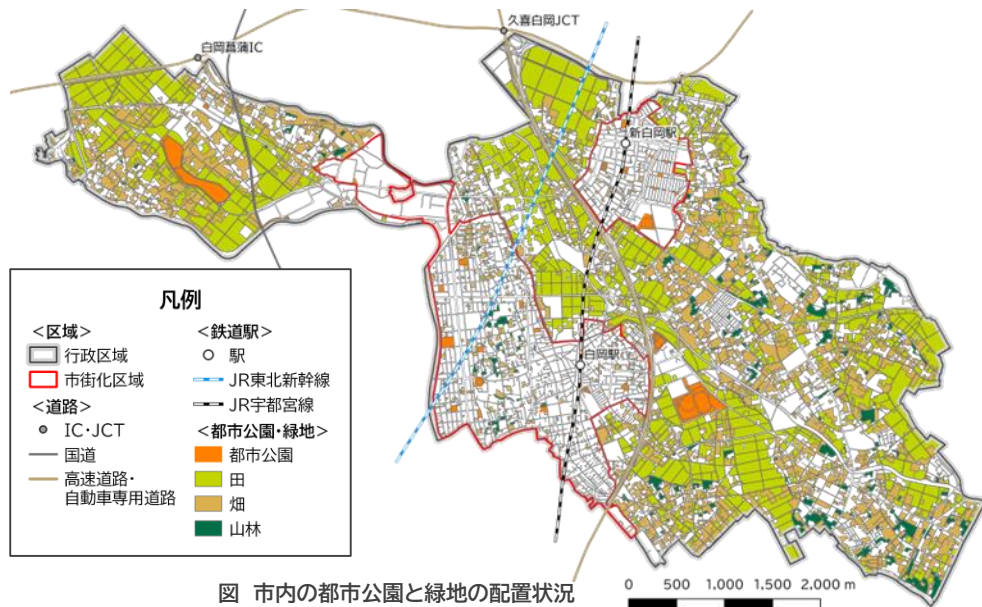 久喜白岡JCT
白岡菖蒲IC
新白岡駅
白岡駅
凡例
<区域>
行政区域
市街化区域
<道路>
IC・JCT
国道
高速道路・
自動車専用道路
<鉄道駅>
駅
JR東北新幹線
JR宇都宮線
<都市公園・緑地>
都市公園
田
畑
山林
図 市内の都市公園と緑地の配置状況
0 500 1,000 1,500 2,000 m